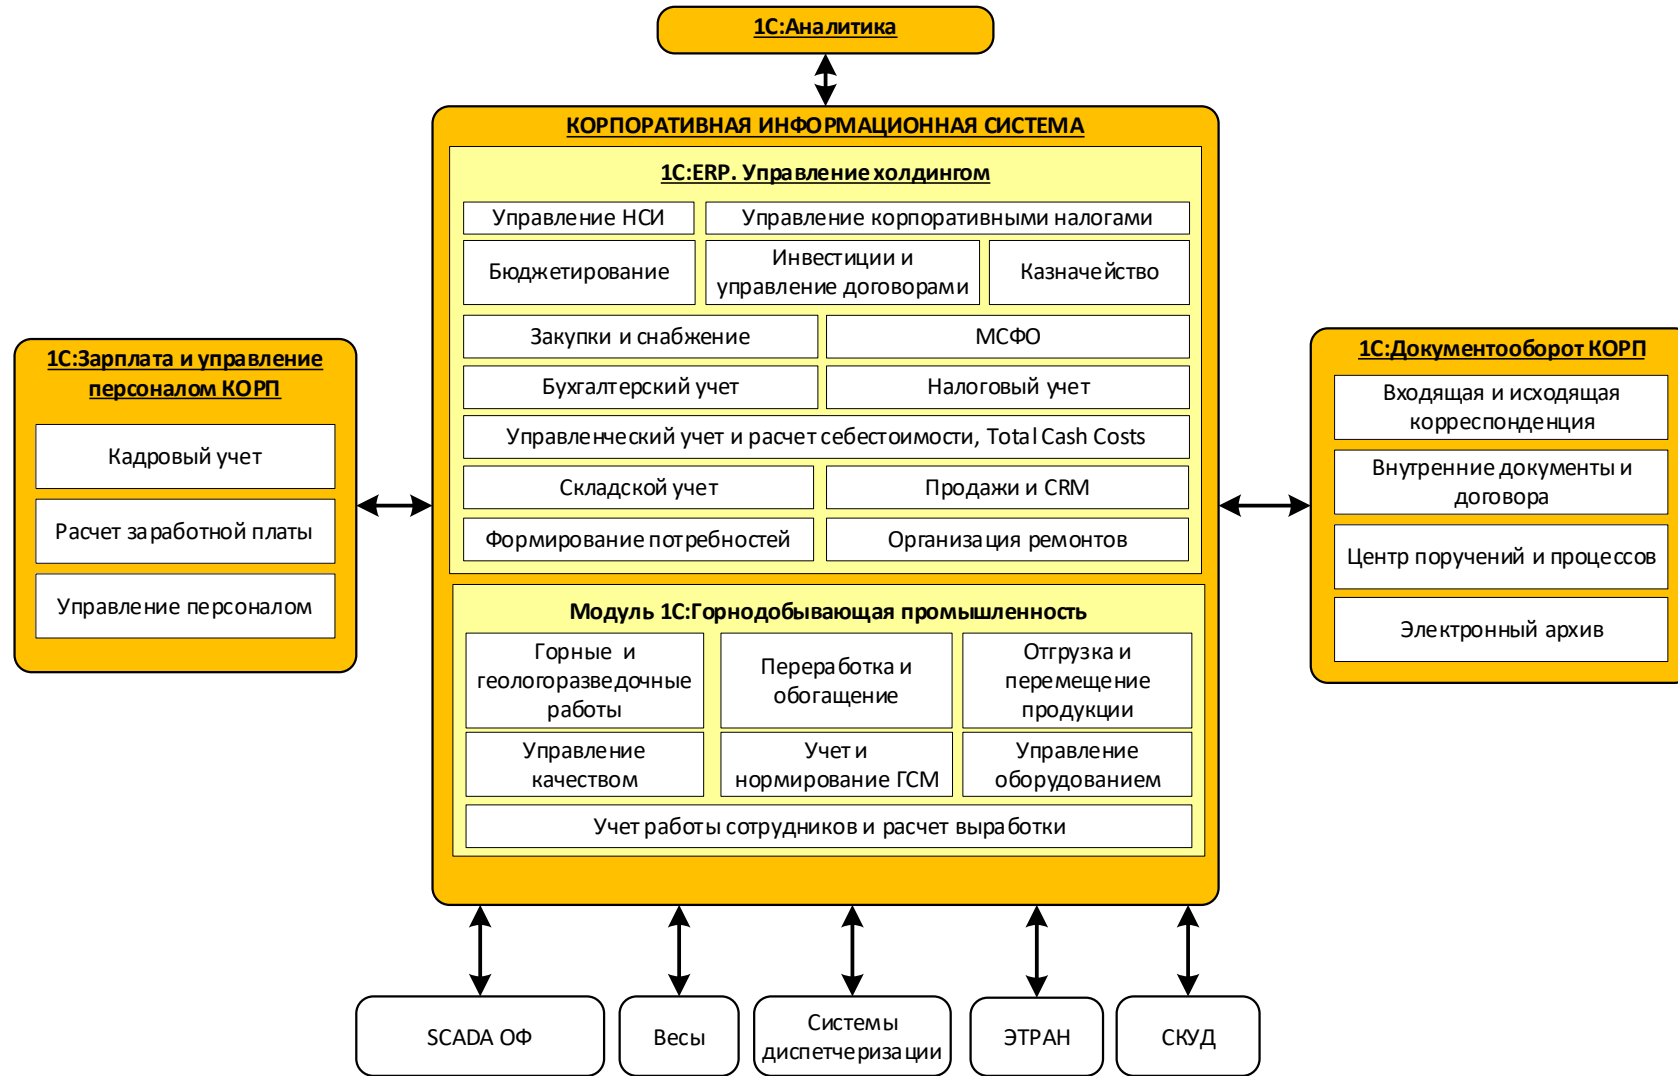 1С:Аналитика
КОРПОРАТИВНАЯ ИНФОРМАЦИОННАЯ СИСТЕМА
1С:ERP. Управление холдингом
Управление НСИ
Управление корпоративными налогами
Бюджетирование
Инвестиции и
управление договорами
Казначейство
Закупки и снабжение
МСФО
Бухгалтерский учет
Налоговый учет
Управленческий учет и расчет себестоимости, Total Cash Costs
Складской учет
Продажи и CRM
Формирование потребностей
Организация ремонтов
Модуль 1С:Горнодобывающая промышленность
Горные и
геологоразведочные
работы
Переработка и
обогащение
Отгрузка и
перемещение
продукции
Управление
качеством
Учет и
нормирование ГСМ
Управление
оборудованием
Учет работы сотрудников и расчет выработки
1С:Зарплата и управление
персоналом КОРП
Кадровый учет
Расчет заработной платы
Управление персоналом
1С:Документооборот КОРП
Входящая и исходящая
корреспонденция
Внутренние документы и
договора
Центр поручений и процессов
Электронный архив
SCADA ОФ
Весы
Системы
диспетчеризации
ЭТРАН
СКУД